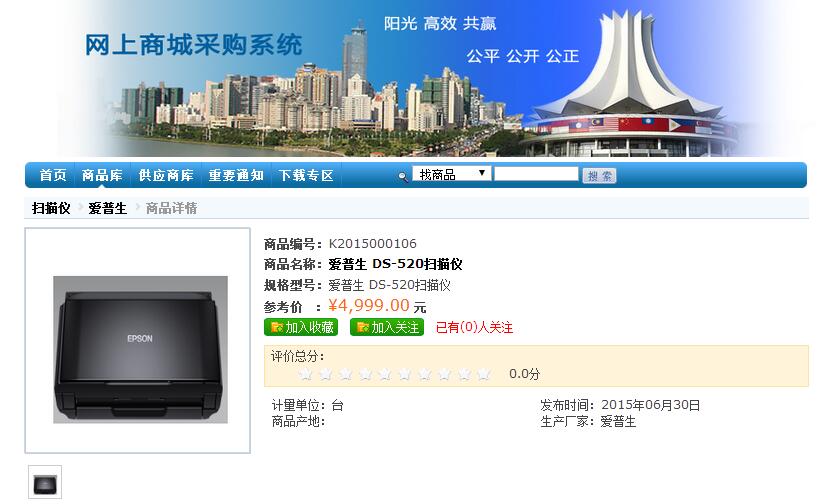 阳光 高效 共赢
网上商城采购系统
公平 公开 公正
首页 商品库 供应商库 重要通知 下载专区 找商品 搜 索
扫描仪 爱普生 商品详情
商品编号：K2015000106
商品名称：爱普生 DS-520扫描仪
规格型号：爱普生 DS-520扫描仪
参考价 ：¥4,999.00 元
加入收藏 加入关注 已有(0)人关注
EPSON
评价总分：
0.0分
计量单位：台 发布时间：2015年06月30日
商品产地： 生产厂家：爱普生